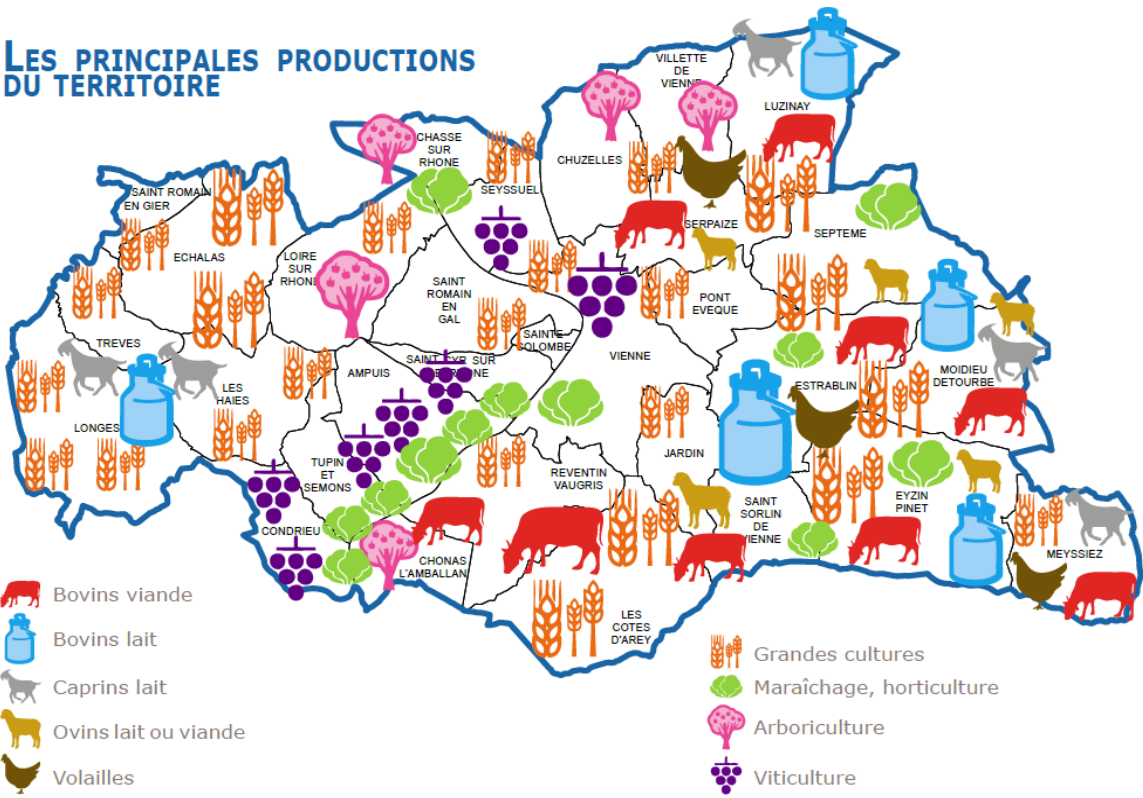 LES PRINCIPALES PRODUCTIONS
DU TERRITOIRE
VILLETTE
DE
VIENNE
LUZINAY
CHASSE
SUR
RHONE
CHUZELLES
SEYSSUEL
SAINT ROMAIN
EN GIER
SERPAIZE
SEPTEME
ECHALAS
LOIRE
SUR
RHONE
SAINT
ROMAIN
EN
GAL
PONT
EVEQUE
SAINTE
COLOMBE
TREVES
VIENNE
SAINT CYR SUR
LE RHONE
AMPUIS
MOIDIEU
DETOURBE
ESTRABLIN
LES
HAIES
LONGES
JARDIN
TUPIN
ET
SEMONS
REVENTIN
VAUGRIS
EYZIN
PINET
SAINT
SORLIN
DE
VIENNE
CONDRIEU
CHONAS
L'AMBALLAN
MEYSSIEZ
LES
COTES
D'AREY
Bovins viande
Bovins lait
Caprins lait
Ovins lait ou viande
Volailles
Grandes cultures
Maraîchage, horticulture
Arboriculture
Viticulture